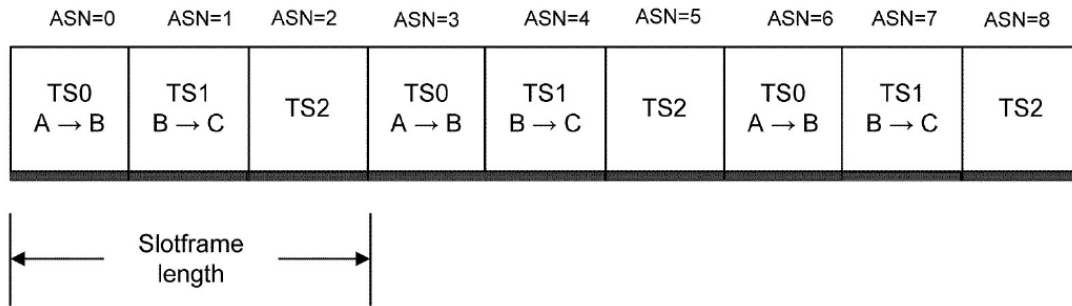 ASN=0 ASN=1 ASN=2 ASN=3 ASN=4 ASN=5 ASN=6 ASN=7 ASN=8
TS0 TS1 TS2 TS0 TS1 TS2 TS0 TS1 TS2
A → B B → C A → B B → C A → B B → C
Slotframe
length